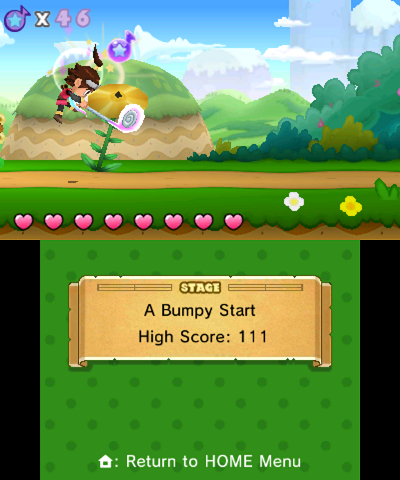 x 46
STAGE
A Bumpy Start
High Score: 111
: Return to HOME Menu